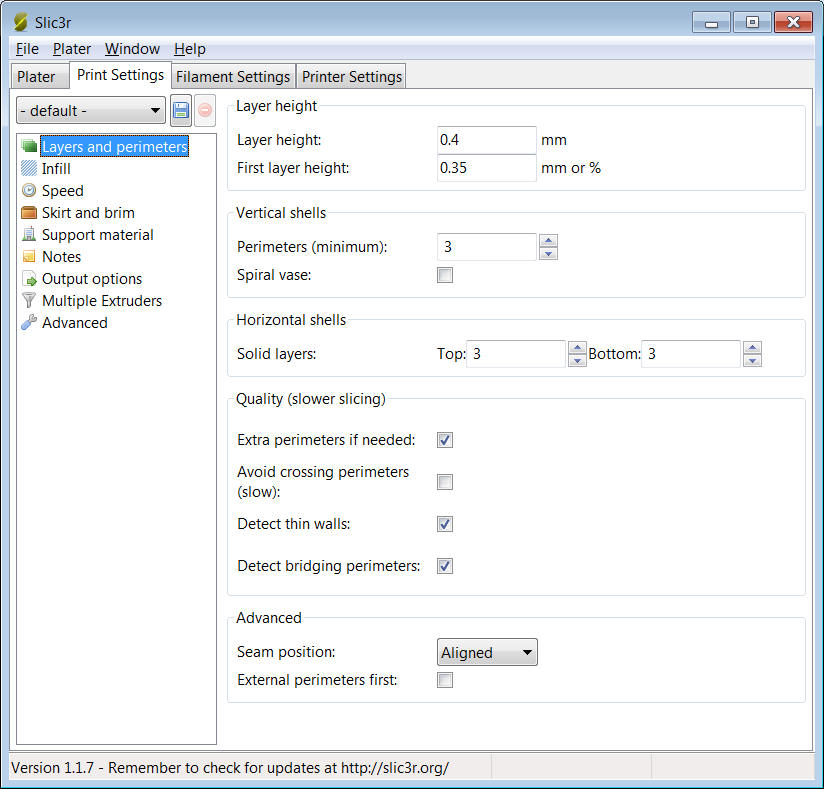 Slic3r
File Plater Window Help
Plater Print Settings Filament Settings Printer Settings
- default -
Layers and perimeters
Infill
Speed
Skirt and brim
Support material
Notes
Output options
Multiple Extruders
Advanced
Layer height
Layer height: 0.4 mm
First layer height: 0.35 mm or %
Vertical shells
Perimeters (minimum): 3
Spiral vase:
Horizontal shells
Solid layers: Top: 3 Bottom: 3
Quality (slower slicing)
Extra perimeters if needed:
Avoid crossing perimeters
(slow):
Detect thin walls:
Detect bridging perimeters:
Advanced
Seam position: Aligned
External perimeters first:
Version 1.1.7 - Remember to check for updates at http://slic3r.org/